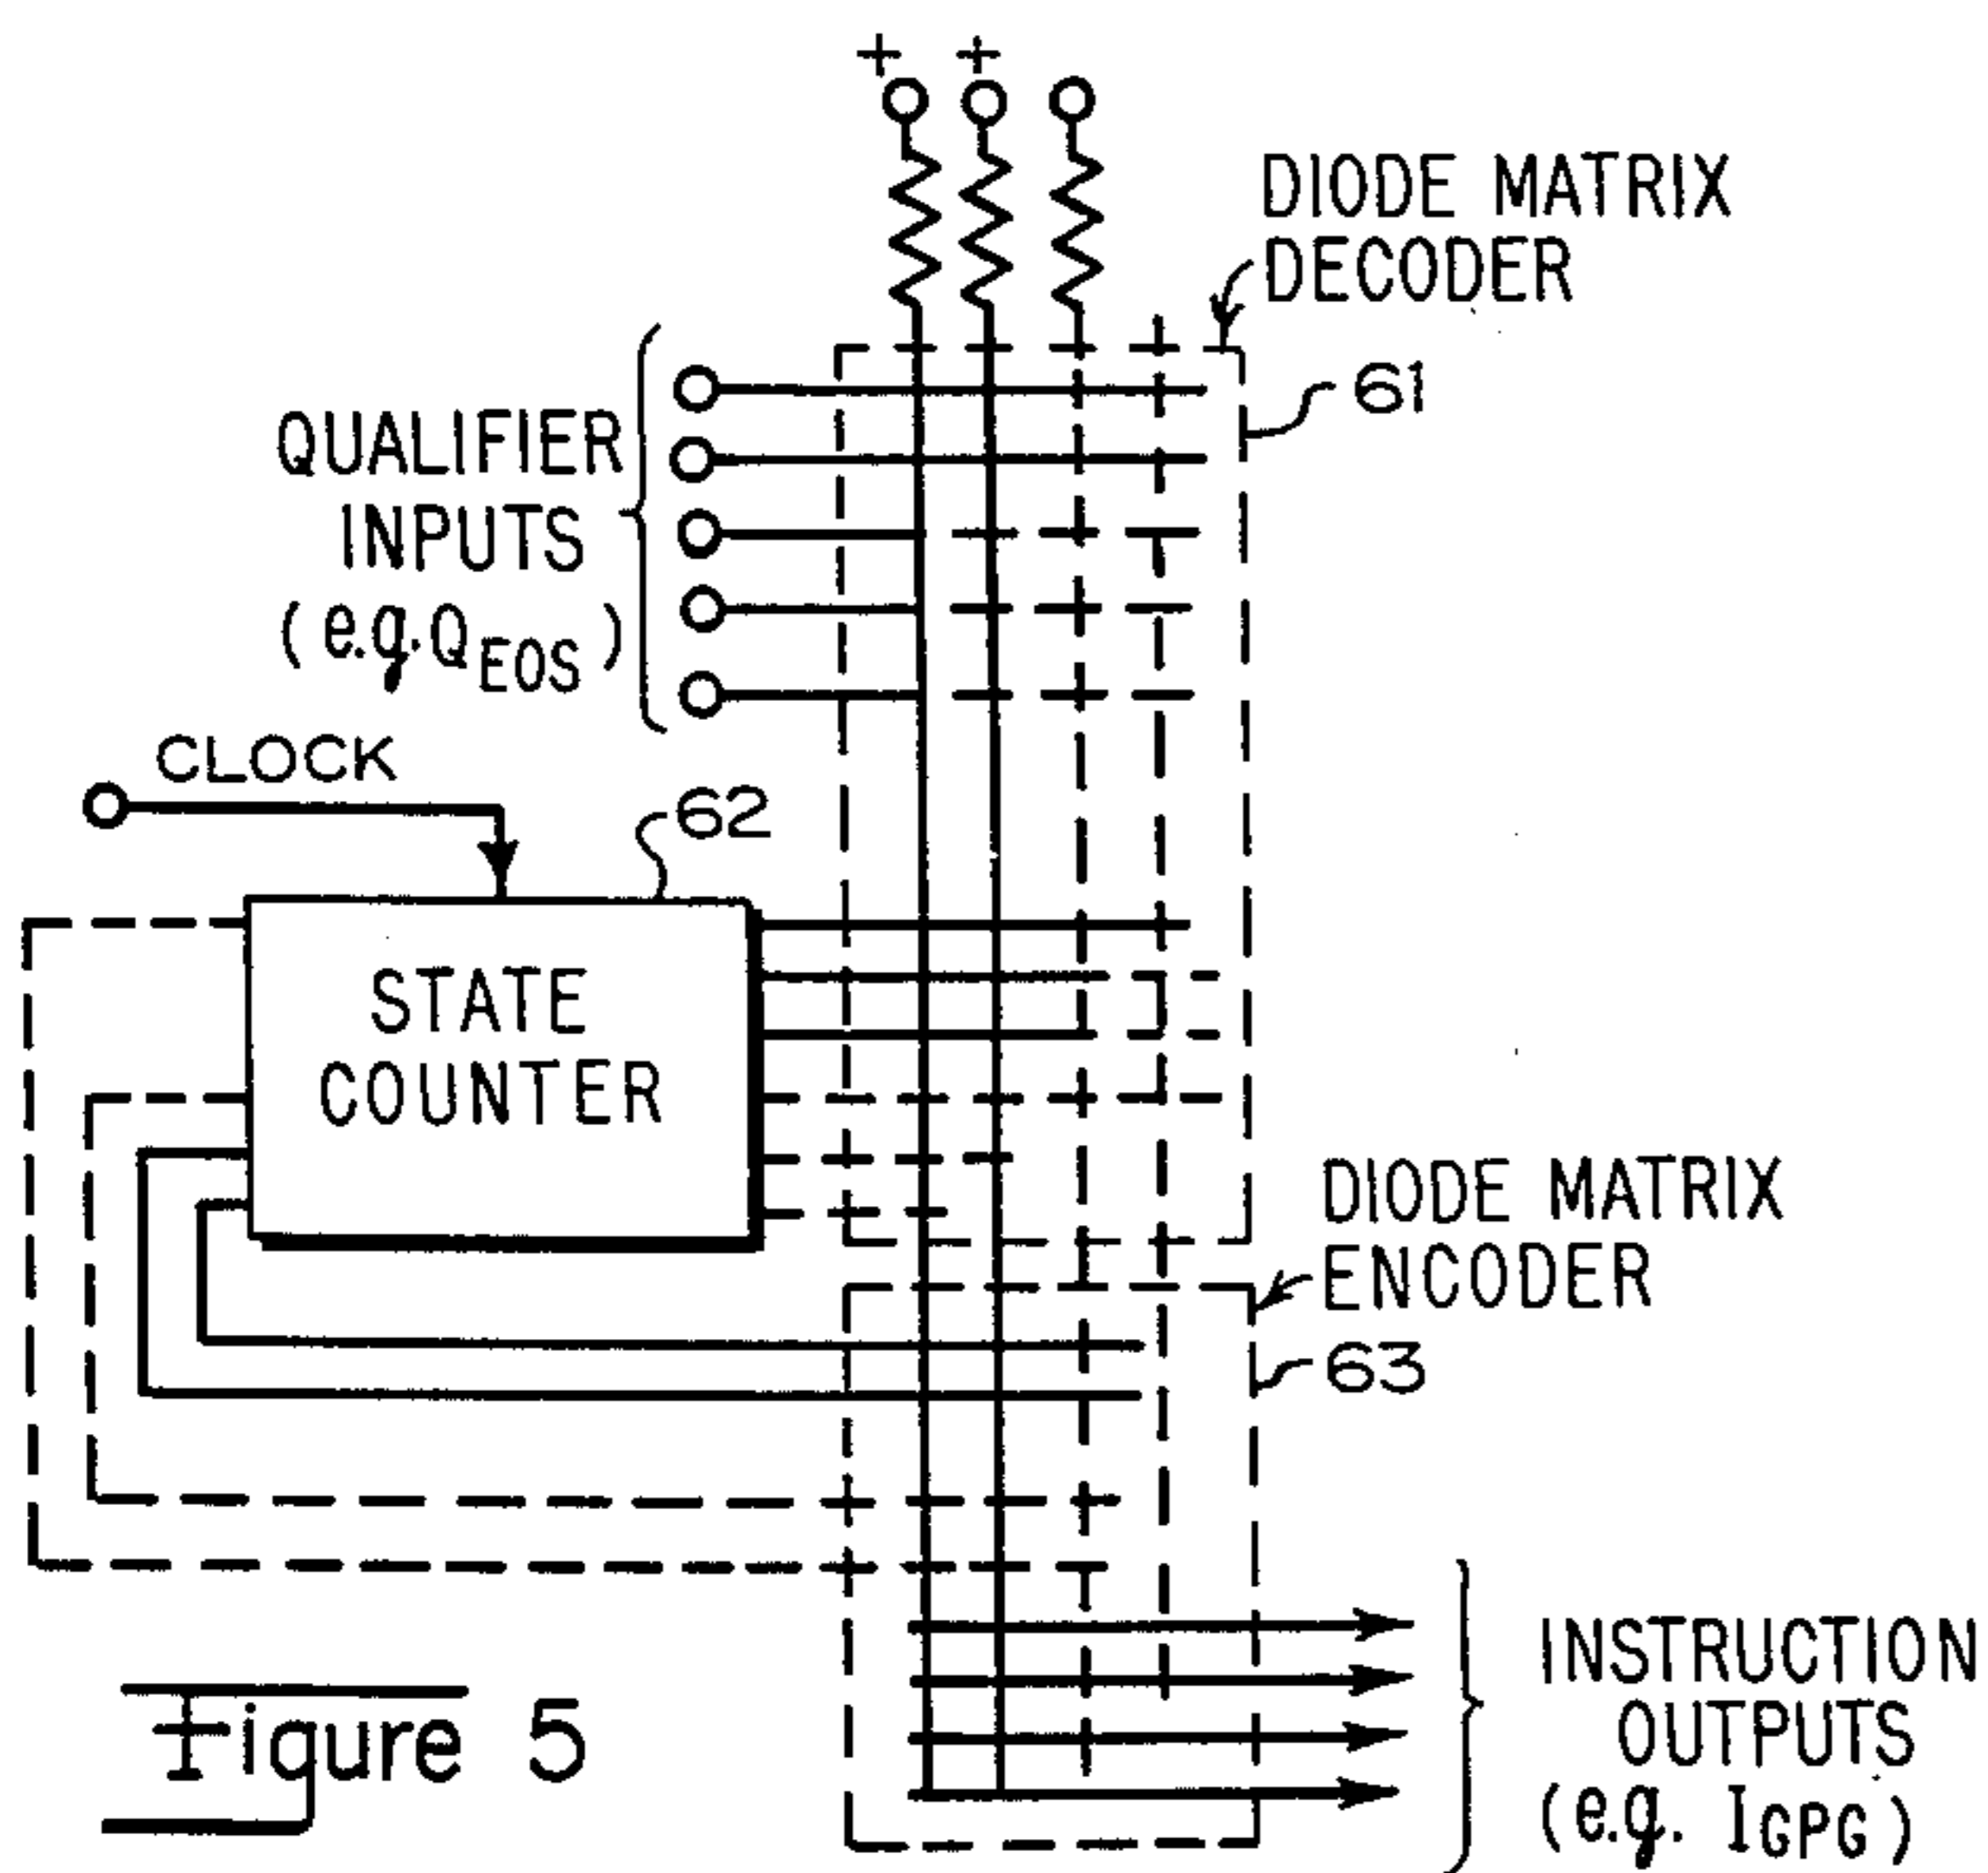 + +
DIODE MATRIX
DECODER
61
QUALIFIER
INPUTS
(e.g. QEOS)
CLOCK
62
STATE
COUNTER
DIODE MATRIX
ENCODER
63
INSTRUCTION
OUTPUTS
(e.g. IGPG)
Figure 5